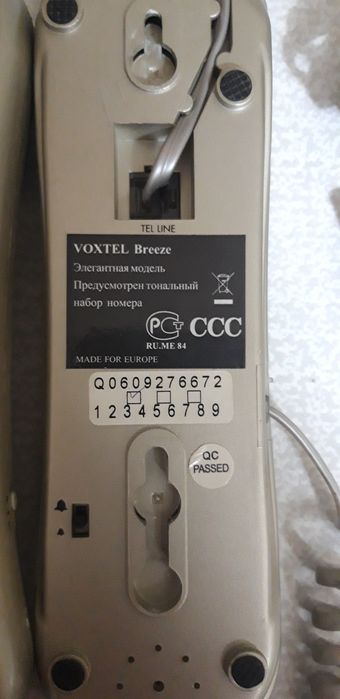 TEL LINE
VOXTEL Breeze
Элегантная модель
Предусмотрен тональный
набор номера
РСТ CCC
RU.ME 84
MADE FOR EUROPE
Q0609276672
123456789
QC
PASSED